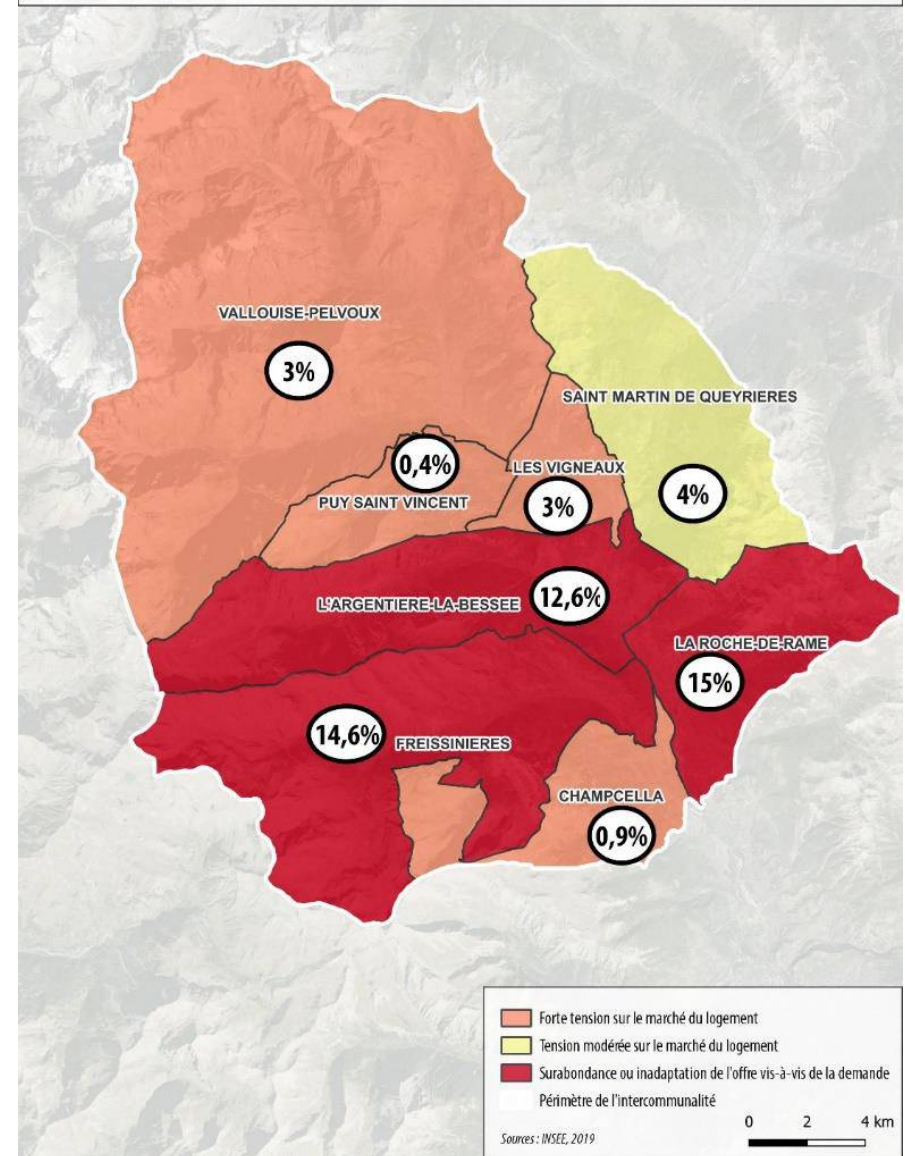 VALLOUISE-PELVOUX
3%
SAINT MARTIN DE QUEYRIERES
0,4%
LES VIGNEAUX
PUY SAINT VINCENT
3%
4%
L'ARGENTIERE-LA-BESSEE
12,6%
LA ROCHE-DE-RAME
15%
14,6%
FREISSINIERES
CHAMPCELLA
0,9%
Forte tension sur le marché du logement
Tension modérée sur le marché du logement
Surabondance ou inadaptation de l'offre vis-à-vis de la demande
Périmètre de l'intercommunalité
0 2 4 km
Sources : INSEE, 2019